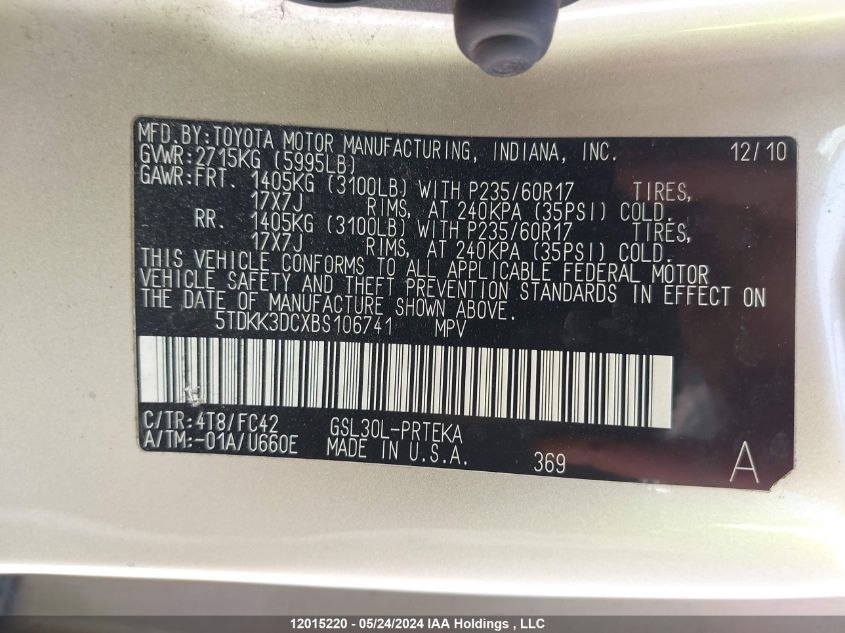 MFD.BY:TOYOTA MOTOR MANUFACTURING, INDIANA, INC. 12/10
GVWR:2715KG (5995LB)
GAWR:FRT. 1405KG (3100LB) WITH P235/60R17 TIRES,
17X7J RIMS, AT 240KPA (35PSI) COLD.
RR. 1405KG (3100LB) WITH P235/60R17 TIRES,
17X7J RIMS, AT 240KPA (35PSI) COLD.
THIS VEHICLE CONFORMS TO ALL APPLICABLE FEDERAL MOTOR
VEHICLE SAFETY AND THEFT PREVENTION STANDARDS IN EFFECT ON
THE DATE OF MANUFACTURE SHOWN ABOVE.
5TDKK3DCXBS106741 MPV
C/TR:4T8/FC42 GSL30L-PRTEKA
A/TM:-01A/U660E MADE IN U.S.A. 369 A
12015220 - 05/24/2024 IAA Holdings , LLC